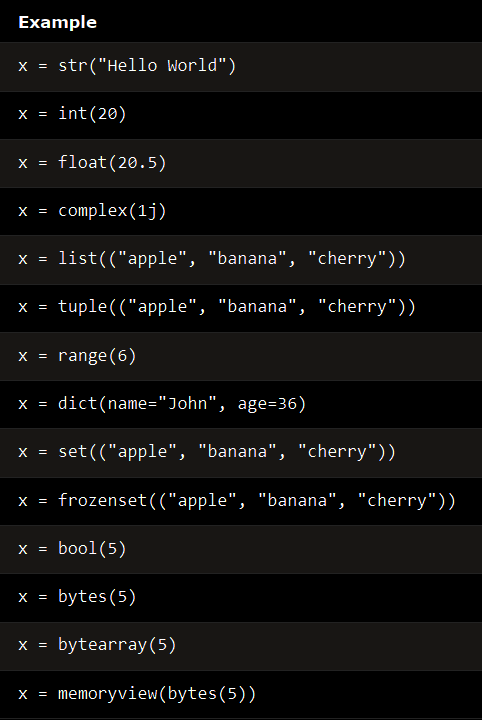 Example
x = str("Hello World")
x = int(20)
x = float(20.5)
x = complex(1j)
x = list(("apple", "banana", "cherry"))
x = tuple(("apple", "banana", "cherry"))
x = range(6)
x = dict(name="John", age=36)
x = set(("apple", "banana", "cherry"))
x = frozenset(("apple", "banana", "cherry"))
x = bool(5)
x = bytes(5)
x = bytearray(5)
x = memoryview(bytes(5))